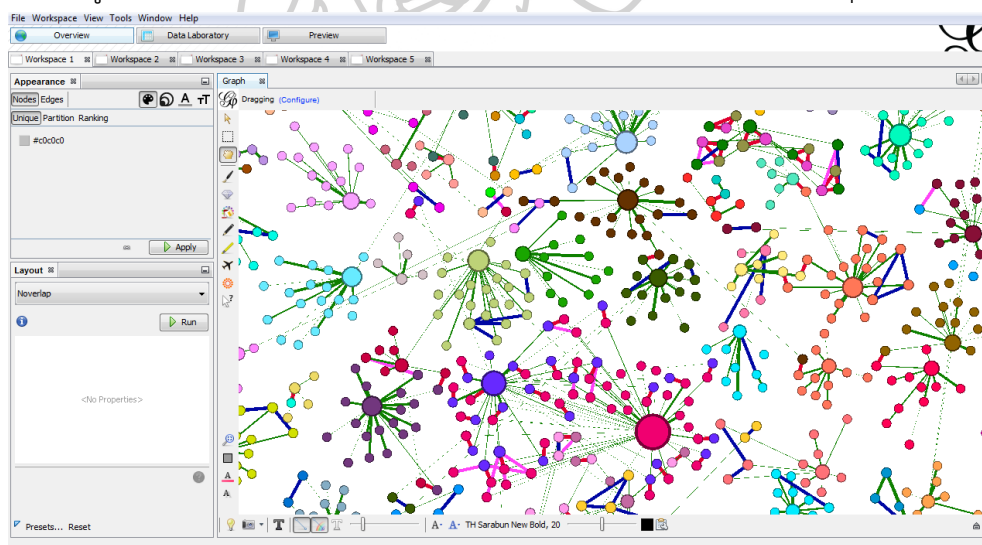 File Workspace View Tools Window Help
Overview Data Laboratory Preview
Workspace 1 Workspace 2 Workspace 3 Workspace 4 Workspace 5
Appearance
Nodes Edges
Unique Partition Ranking
#c0c0c0
Apply
Layout
Noverlap
Run
<No Properties>
Presets... Reset
Graph
Dragging (Configure)
TH Sarabun New Bold, 20